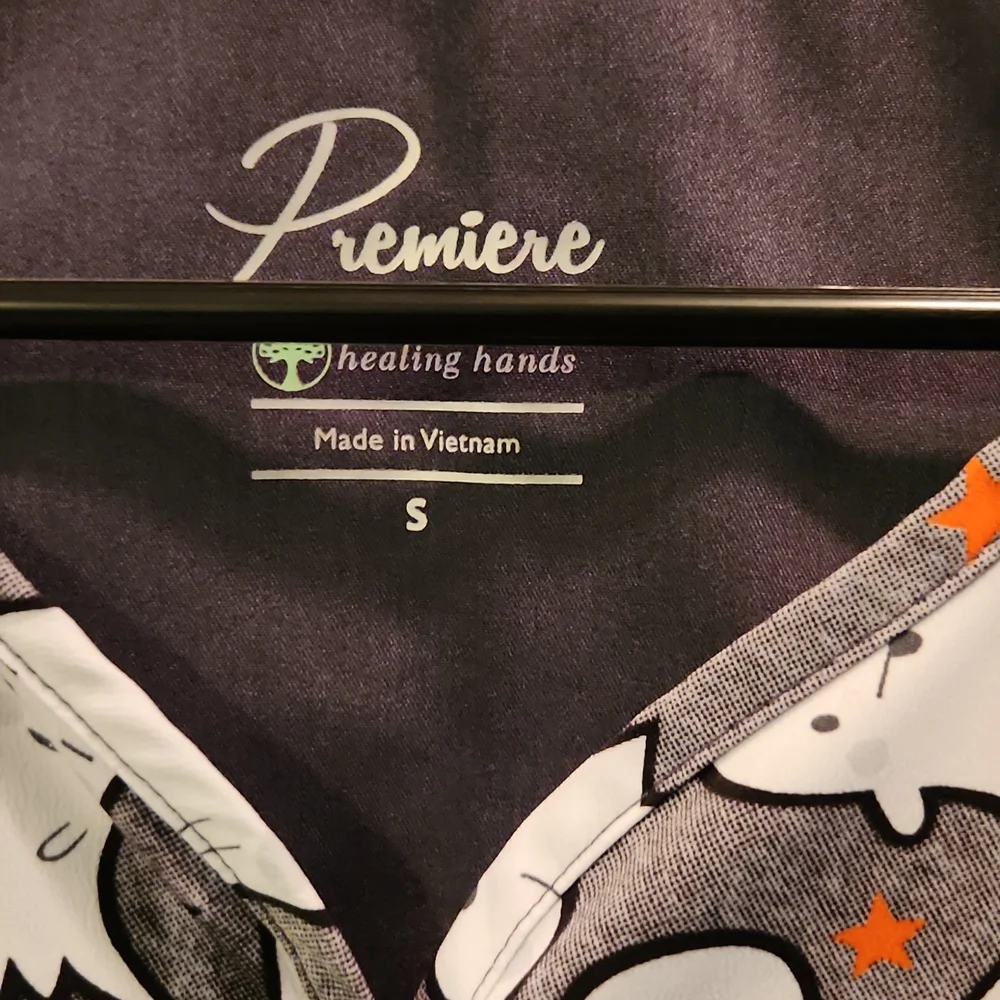 Premiere
healing hands
Made in Vietnam
S